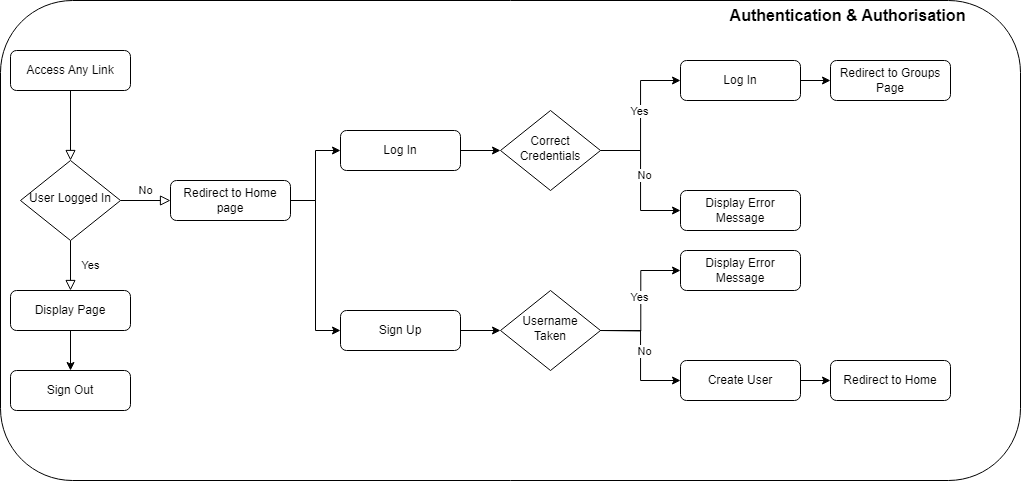 Authentication & Authorisation
Access Any Link
User Logged In
No
Yes
Display Page
Sign Out
Redirect to Home
page
Log In
Correct
Credentials
Yes
No
Log In
Redirect to Groups
Page
Display Error
Message
Sign Up
Username
Taken
Yes
No
Display Error
Message
Create User
Redirect to Home